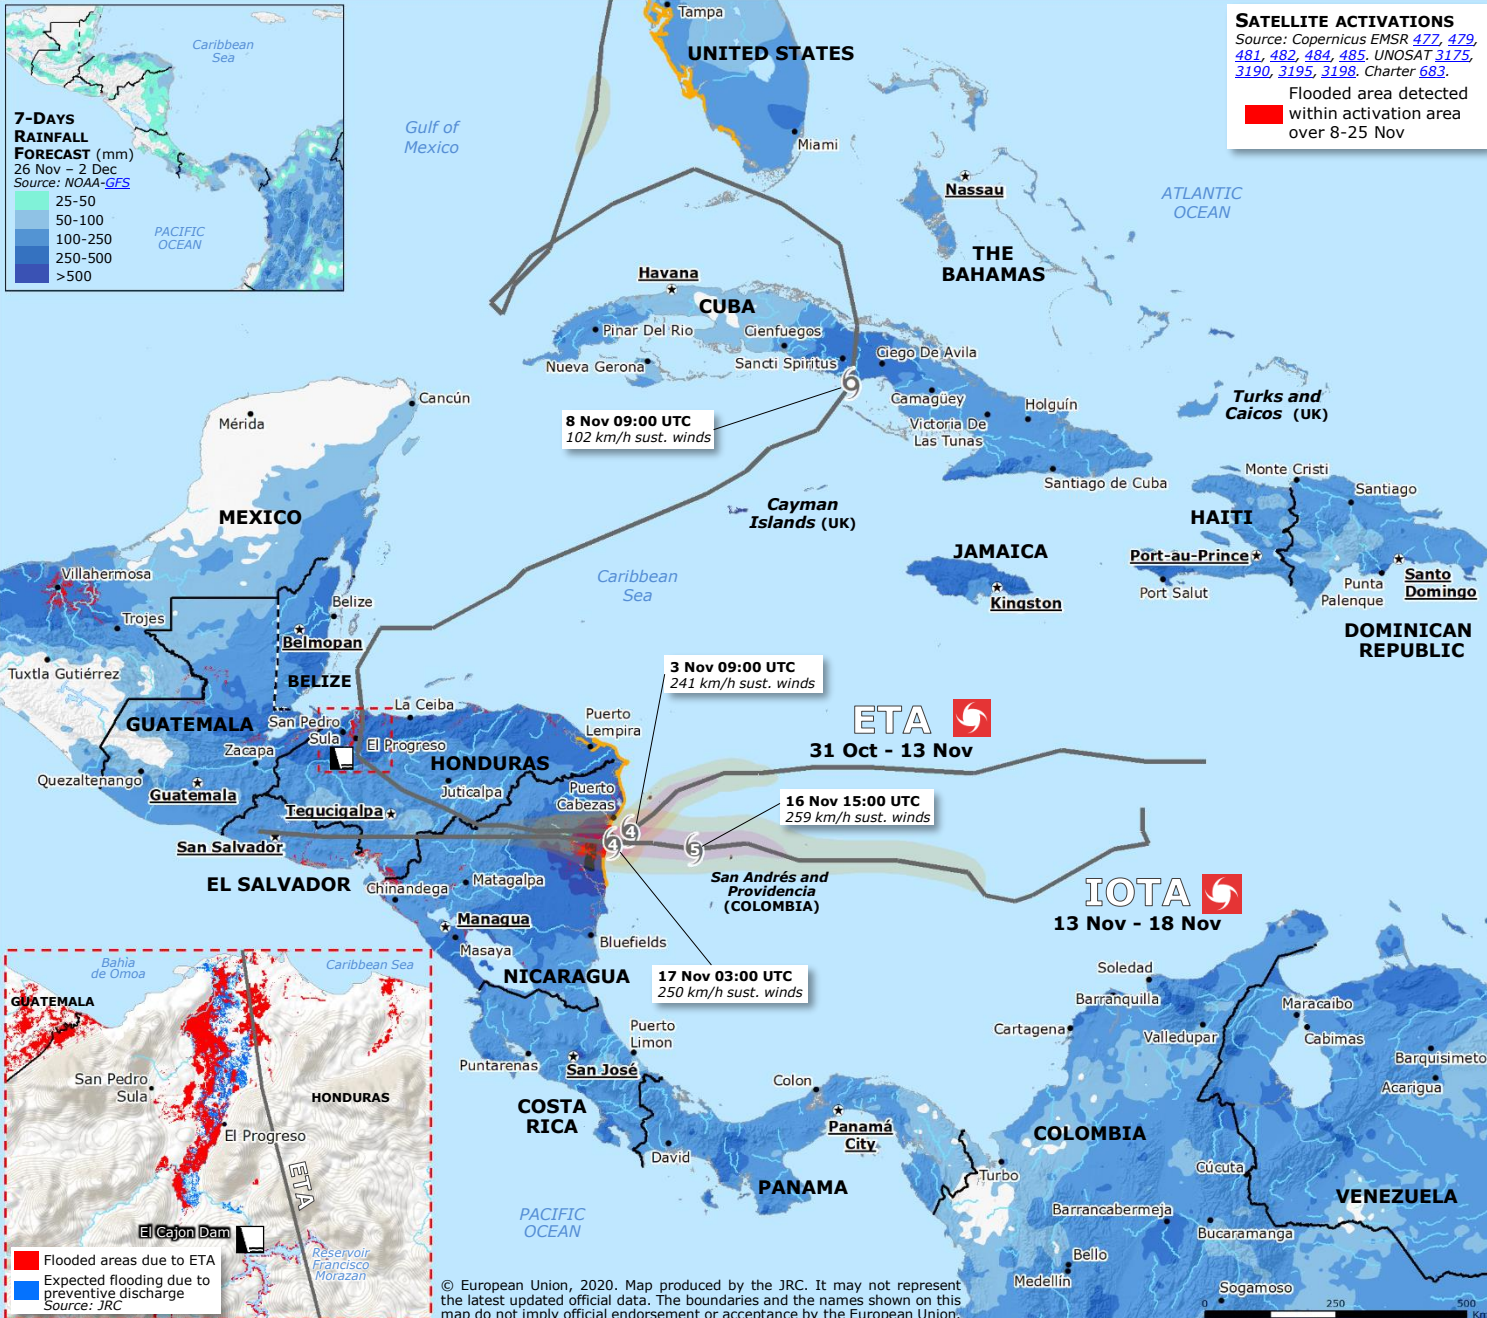 Caribbean
Sea
7-DAYS
RAINFALL
FORECAST (mm)
26 Nov – 2 Dec
Source: NOAA-GFS
25-50
50-100
100-250
250-500
>500
PACIFIC
OCEAN
SATELLITE ACTIVATIONS
Source: Copernicus EMSR 477, 479,
481, 482, 484, 485. UNOSAT 3175,
3190, 3195, 3198. Charter 683.
Flooded area detected
within activation area
over 8-25 Nov
Tampa
UNITED STATES
Gulf of
Mexico
Miami
Nassau
ATLANTIC
OCEAN
THE
BAHAMAS
Havana
CUBA
Pinar Del Rio
Cienfuegos
Nueva Gerona
Sancti Spiritus
Ciego De Avila
Camagüey
Holguín
Victoria De
Las Tunas
Santiago de Cuba
Turks and
Caicos (UK)
8 Nov 09:00 UTC
102 km/h sust. winds
Cancún
Mérida
MEXICO
Cayman
Islands (UK)
Monte Cristi
Santiago
HAITI
Port-au-Prince
Port Salut
Punta
Palenque
Santo
Domingo
DOMINICAN
REPUBLIC
JAMAICA
Kingston
Caribbean
Sea
Villahermosa
Trojes
Tuxtla Gutiérrez
Belize
Belmopan
BELIZE
GUATEMALA
San Pedro
Sula
La Ceiba
El Progreso
Zacapa
Quezaltenango
Guatemala
HONDURAS
Puerto
Lempira
Juticalpa
Puerto
Cabezas
Tegucigalpa
San Salvador
EL SALVADOR
Chinandega
Matagalpa
Managua
Masaya
Bluefields
NICARAGUA
3 Nov 09:00 UTC
241 km/h sust. winds
ETA
31 Oct - 13 Nov
16 Nov 15:00 UTC
259 km/h sust. winds
4
4
5
San Andrés and
Providencia
(COLOMBIA)
IOTA
13 Nov - 18 Nov
17 Nov 03:00 UTC
250 km/h sust. winds
Puntarenas
San José
Puerto
Limon
COSTA
RICA
David
Colon
Panamá
City
PANAMA
PACIFIC
OCEAN
Soledad
Barranquilla
Cartagena
Valledupar
Maracaibo
Cabimas
Barquisimeto
Acarigua
COLOMBIA
Turbo
Cúcuta
VENEZUELA
Barrancabermeja
Bucaramanga
Bello
Medellín
Sogamoso
0 250 500
Km
Bahia
de Omoa
Caribbean Sea
GUATEMALA
San Pedro
Sula
HONDURAS
El Progreso
ETA
El Cajon Dam
Reservoir
Francisco
Morazan
Flooded areas due to ETA
Expected flooding due to
preventive discharge
Source: JRC
© European Union, 2020. Map produced by the JRC. It may not represent
the latest updated official data. The boundaries and the names shown on this
map do not imply official endorsement or acceptance by the European Union.